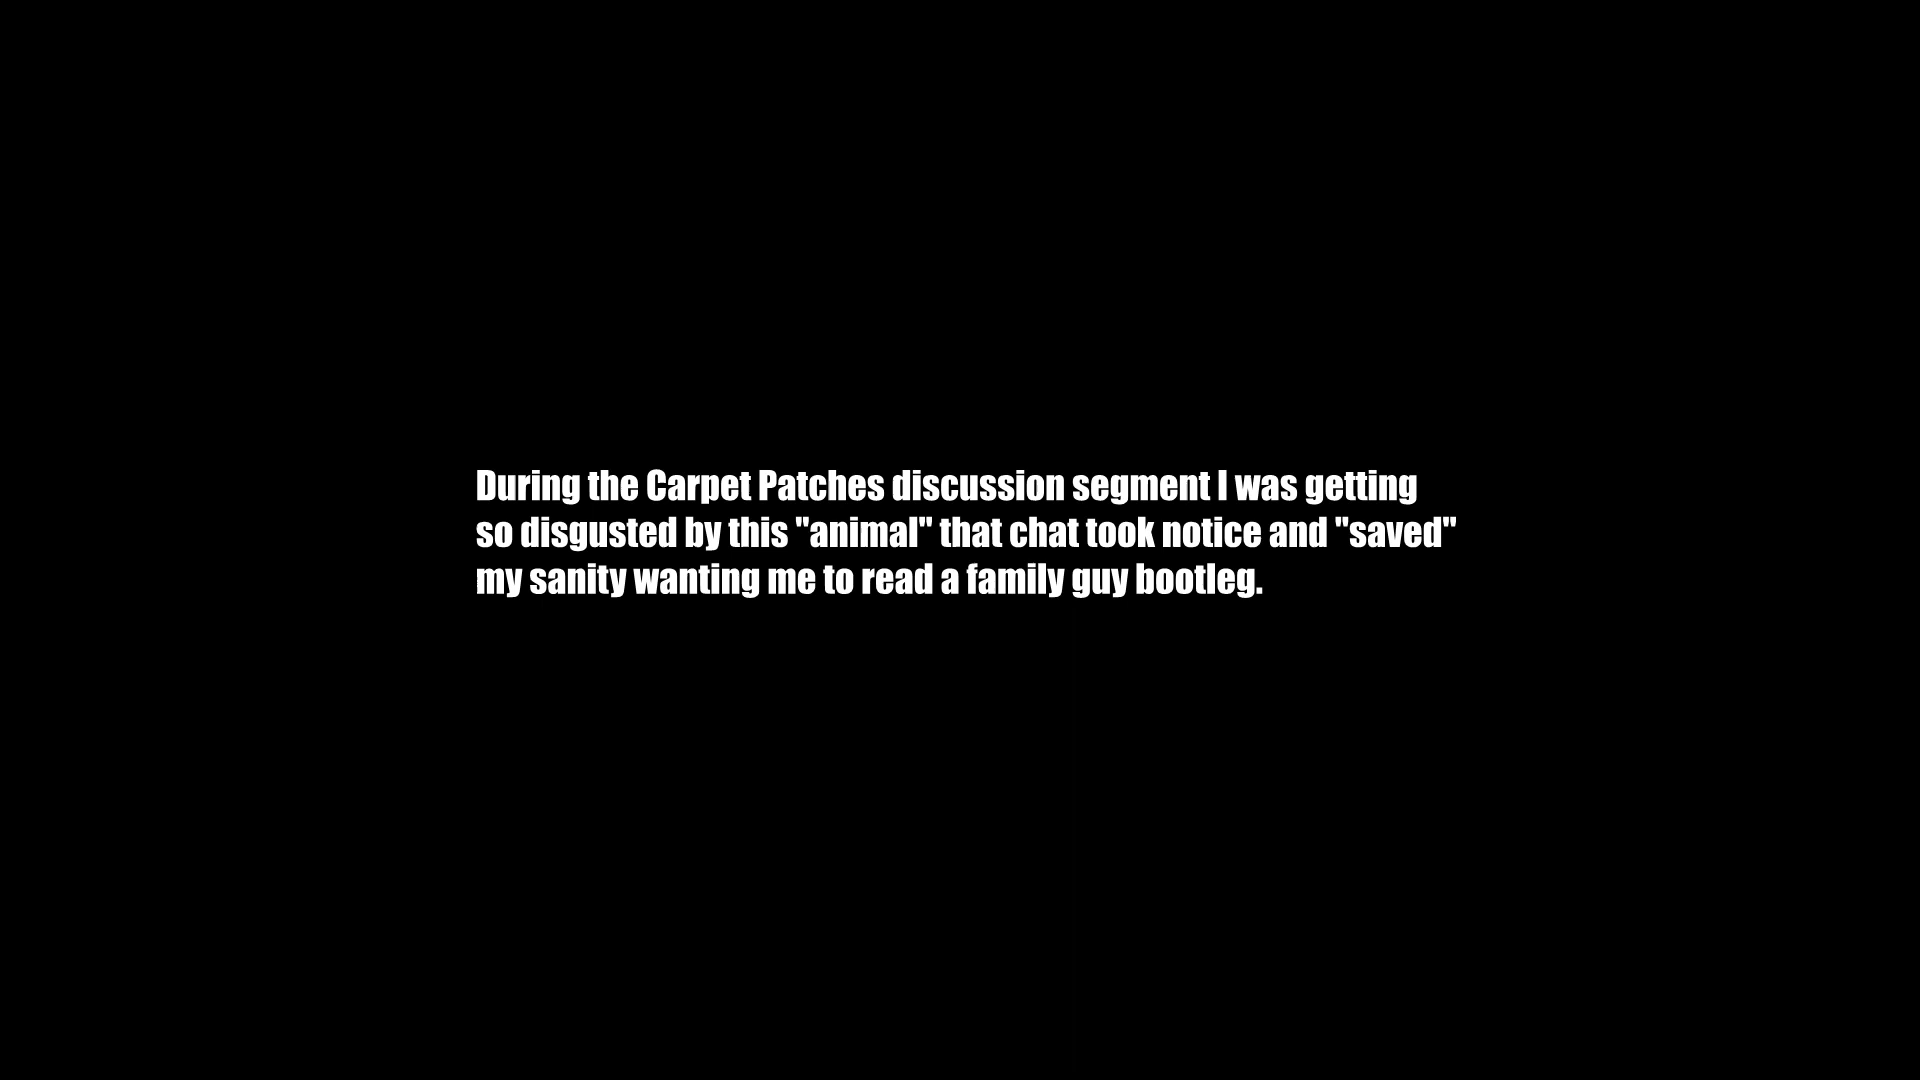 During the Carpet Patches discussion segment I was getting
so disgusted by this "animal" that chat took notice and "saved"
my sanity wanting me to read a family guy bootleg.